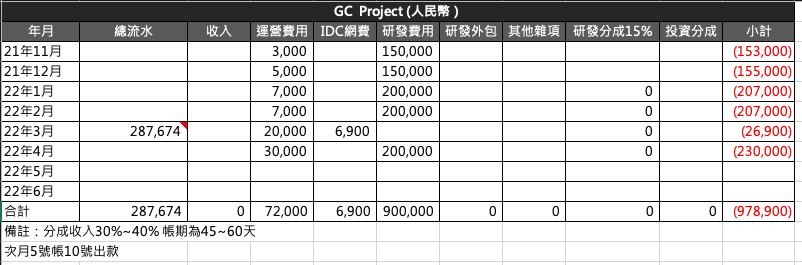 GC Project (人民幣 )
年月 總流水 收入 運營費用 IDC網費 研發費用 研發外包 其他雜項 研發分成15% 投資分成 小計
21年11月 3,000 150,000 (153,000)
21年12月 5,000 150,000 (155,000)
22年1月 7,000 200,000 0 (207,000)
22年2月 7,000 200,000 0 (207,000)
22年3月 287,674 20,000 6,900 0 (26,900)
22年4月 30,000 200,000 0 (230,000)
22年5月
22年6月
合計 287,674 0 72,000 6,900 900,000 0 0 0 0 (978,900)
備註：分成收入30%~40% 帳期為45~60天
次月5號帳10號出款